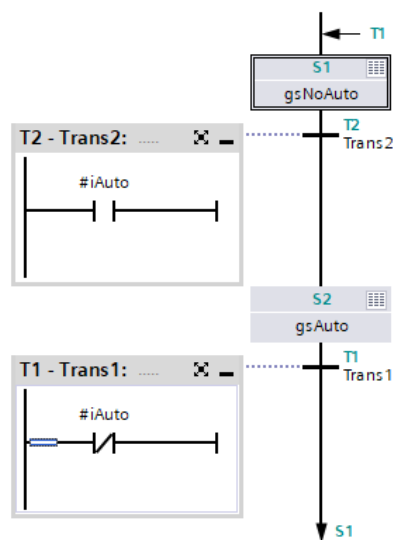 T1
S1
gsNoAuto
T2 - Trans2: .....
T2
Trans2
#iAuto
S2
gsAuto
T1 - Trans1: .....
T1
Trans1
#iAuto
S1